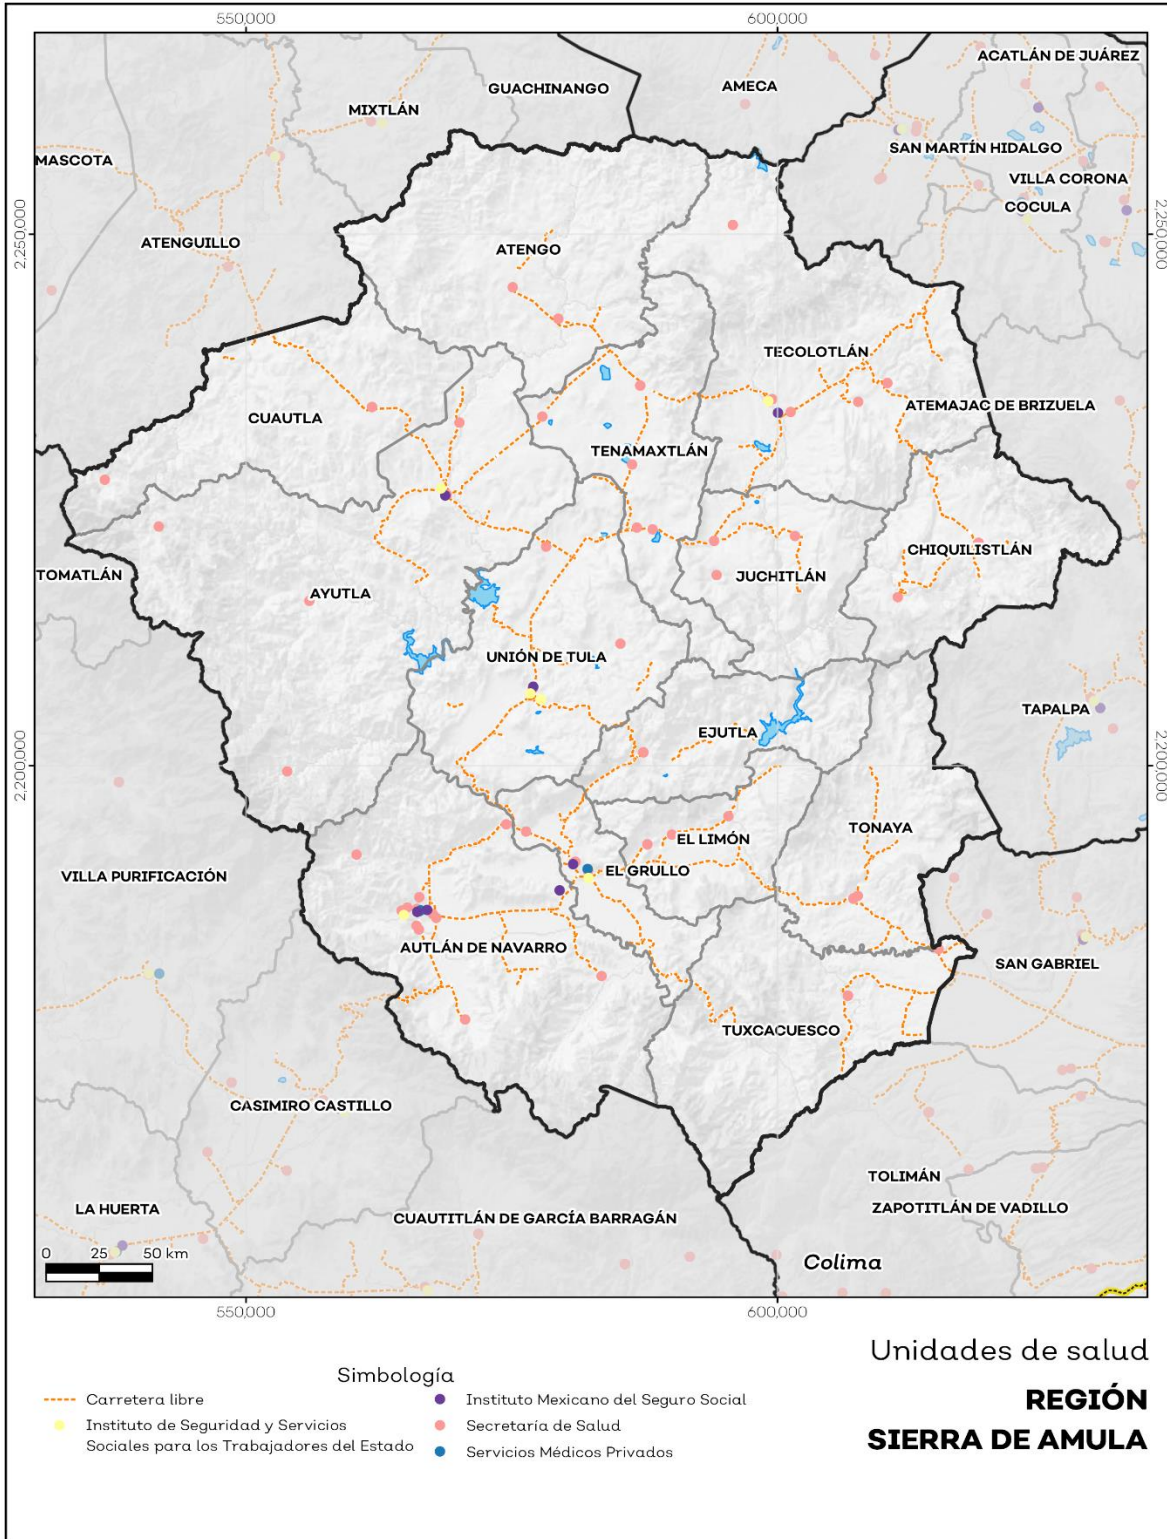 550,000
600,000
ACATLÁN DE JUÁREZ
GUACHINANGO
AMECA
MIXTLÁN
SAN MARTÍN HIDALGO
MASCOTA
VILLA CORONA
COCULA
2,250,000
2,250,000
ATENGUILLO
ATENGO
TECOLOTLÁN
ATEMAJAC DE BRIZUELA
CUAUTLA
TENAMAXTLÁN
CHIQUILISTLÁN
TOMATLÁN
JUCHITLÁN
AYUTLA
UNIÓN DE TULA
TAPALPA
EJUTLA
2,200,000
2,200,000
TONAYA
EL LIMÓN
EL GRULLO
VILLA PURIFICACIÓN
AUTLÁN DE NAVARRO
SAN GABRIEL
TUXCACUESCO
CASIMIRO CASTILLO
TOLIMÁN
LA HUERTA
ZAPOTITLÁN DE VADILLO
CUAUTITLÁN DE GARCÍA BARRAGÁN
0 25 50 km
Colima
550,000
600,000
Unidades de salud
REGIÓN
SIERRA DE AMULA
Simbología
Carretera libre
Instituto de Seguridad y Servicios
Sociales para los Trabajadores del Estado
Instituto Mexicano del Seguro Social
Secretaría de Salud
Servicios Médicos Privados